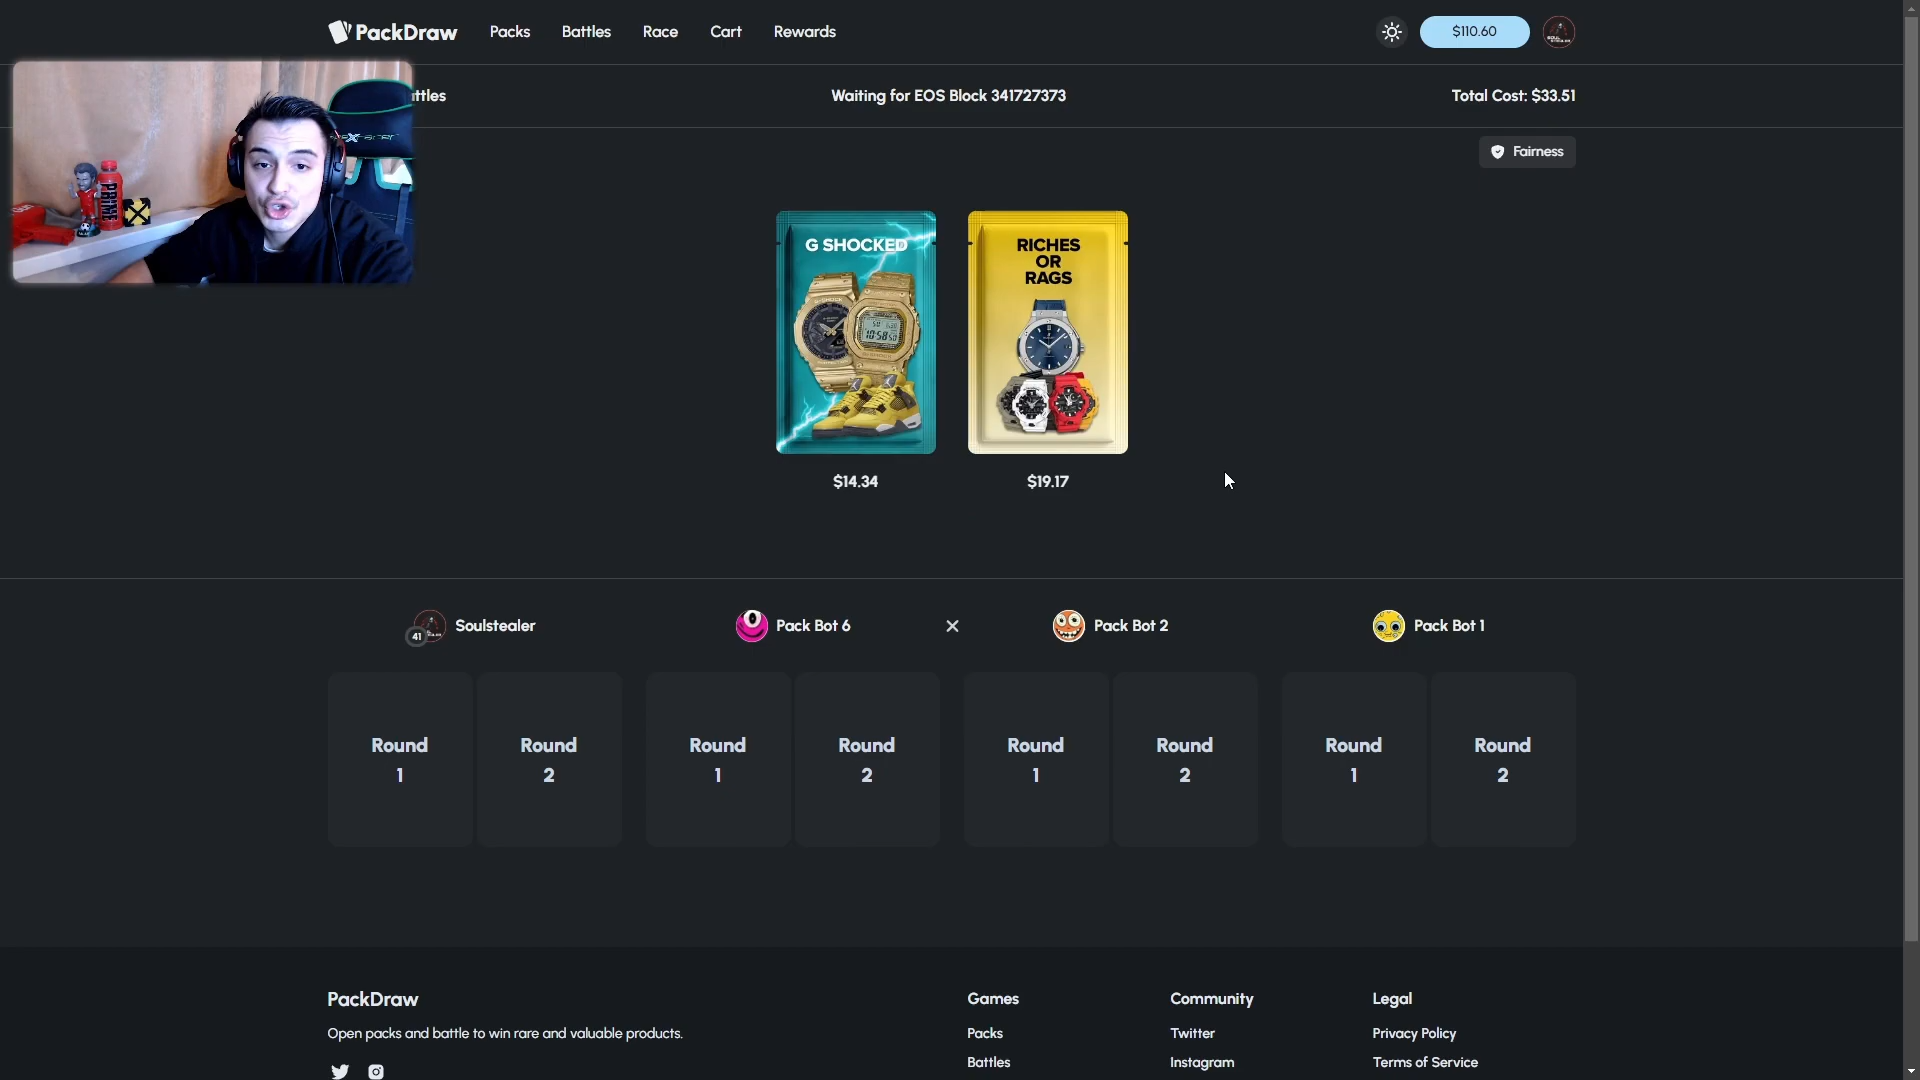 PackDraw Packs Battles Race Cart Rewards $110.60
ttles Waiting for EOS Block 341727373 Total Cost: $33.51
Fairness
PRIME
G SHOCKED
RICHES
OR
RAGS
10:58
$14.34 $19.17
41 Soulstealer Pack Bot 6 Pack Bot 2 Pack Bot 1
Round Round Round Round Round Round Round Round
1 2 1 2 1 2 1 2
PackDraw Games Community Legal
Open packs and battle to win rare and valuable products. Packs Twitter Privacy Policy
Battles Instagram Terms of Service